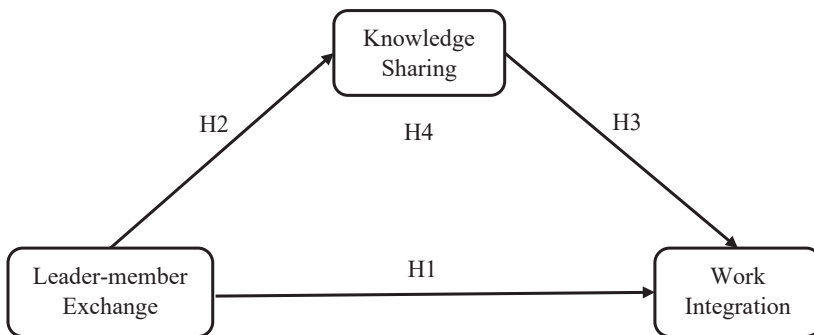 Knowledge
Sharing
H2
H4
H3
Leader-member
Exchange
H1
Work
Integration